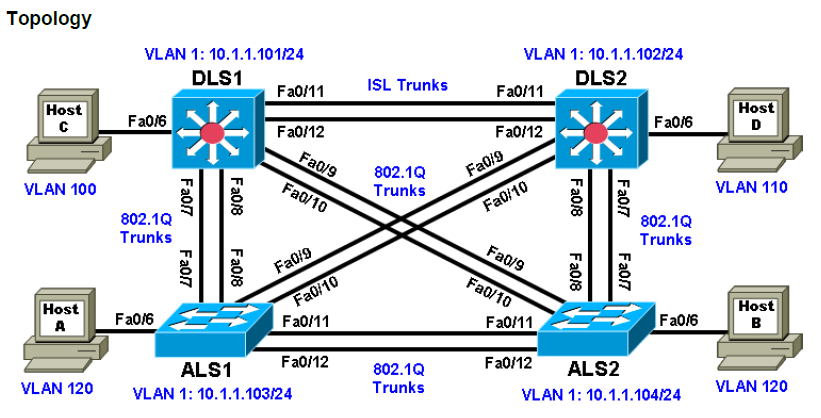 Topology
VLAN 1: 10.1.1.101/24
VLAN 1: 10.1.1.102/24
DLS1
DLS2
ISL Trunks
Fa0/11
Fa0/11
Host
C
Fa0/6
Fa0/12
Fa0/12
Fa0/6
Host
D
VLAN 100
VLAN 110
Fa0/9
Fa0/10
802.1Q
Trunks
Fa0/9
Fa0/10
Fa0/7
Fa0/8
Fa0/8
Fa0/7
802.1Q
Trunks
802.1Q
Trunks
Fa0/7
Fa0/8
Fa0/9
Fa0/10
Fa0/9
Fa0/10
Fa0/8
Fa0/7
Host
A
Fa0/6
Fa0/11
Fa0/11
Fa0/6
Host
B
ALS1
Fa0/12
Fa0/12
ALS2
VLAN 120
VLAN 1: 10.1.1.103/24
802.1Q
Trunks
VLAN 1: 10.1.1.104/24
VLAN 120